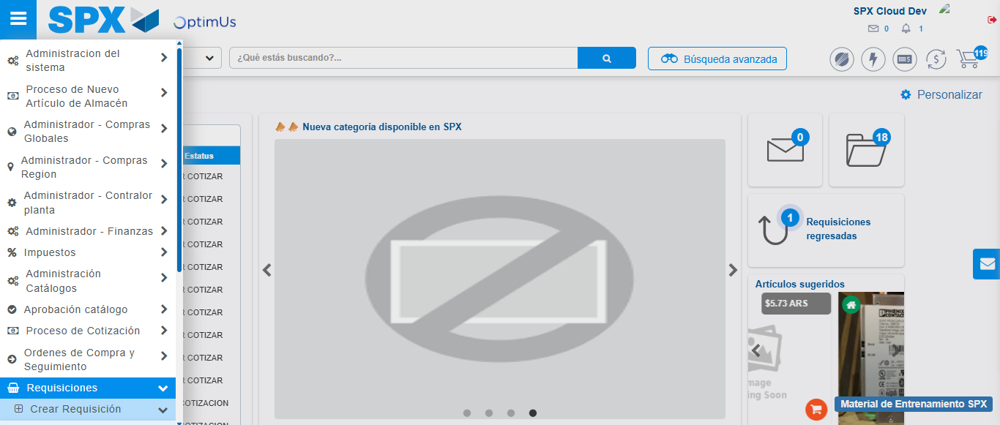 SPX
OptimUs
SPX Cloud Dev
0
1
Administracion del
sistema
Proceso de Nuevo
Artículo de Almacén
Administrador - Compras
Globales
Administrador - Compras
Region
Administrador - Contralor
planta
Administrador - Finanzas
Impuestos
Administración
Catálogos
Aprobación catálogo
Proceso de Cotización
Ordenes de Compra y
Seguimiento
Requisiciones
Crear Requisición
¿Qué estás buscando?...
Búsqueda avanzada
119
Personalizar
Estatus
COTIZAR
COTIZAR
COTIZAR
COTIZAR
COTIZAR
COTIZAR
COTIZAR
COTIZAR
COTIZAR
COTIZAR
Nueva categoría disponible en SPX
0
18
1
Requisiciones
regresadas
Artículos sugeridos
$5.73 ARS
PHOENIX
CONTACT
Material de Entrenamiento SPX